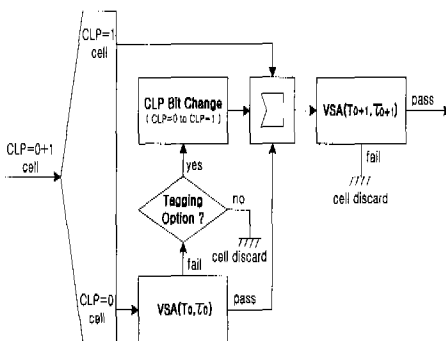 CLP=1
cell
CLP=0+1
cell
CLP=0
cell
CLP Bit Change
( CLP=0 to CLP=1 )
yes
Tagging
Option ?
no
cell discard
fail
VSA(T0,τ0)
pass
Σ
VSA(T0+1, τ0+1)
pass
fail
cell discard